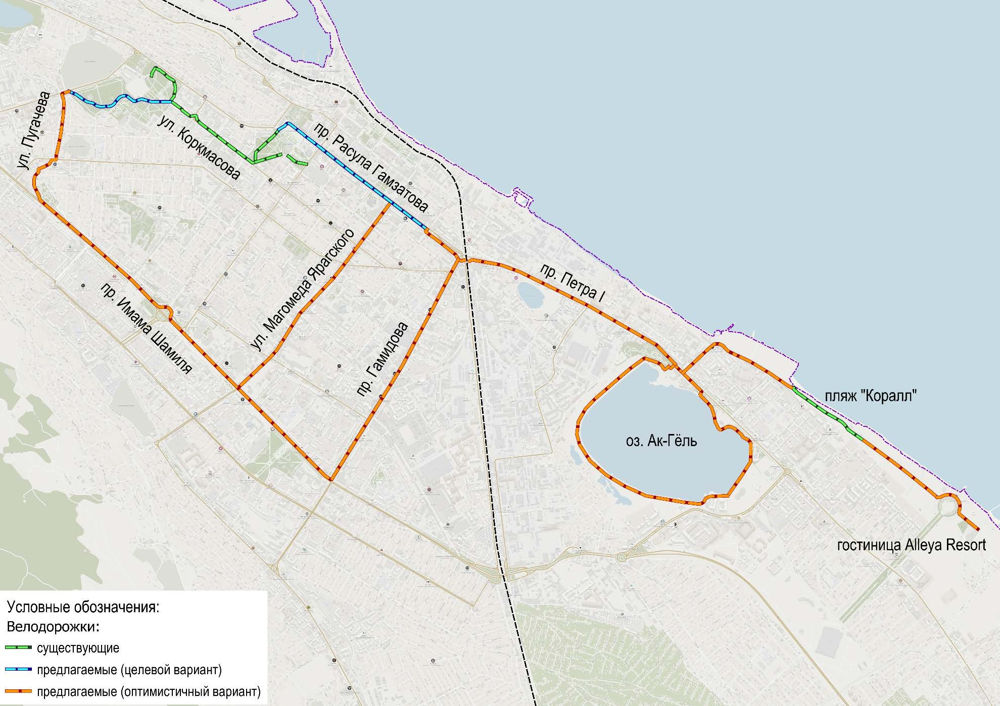 ул. Пугачева
ул. Коркмасова
пр. Расула Гамзатова
ул. Магомеда Ярагского
пр. Имама Шамиля
пр. Гамидова
пр. Петра I
пляж "Коралл"
оз. Ак-Гёль
гостиница Alleya Resort
Условные обозначения:
Велодорожки:
существующие
предлагаемые (целевой вариант)
предлагаемые (оптимистичный вариант)